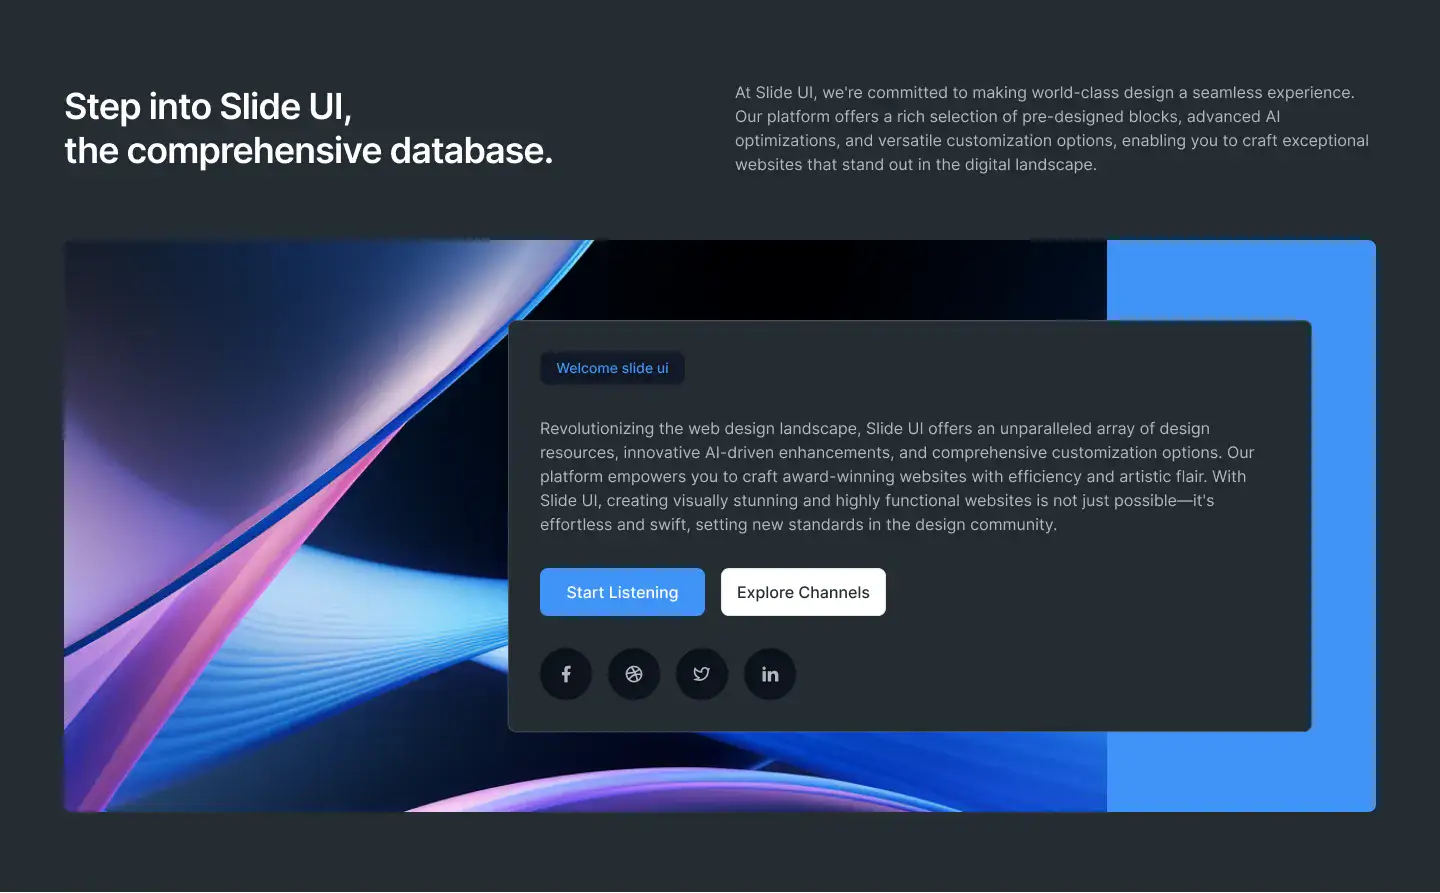 Step into Slide UI,
the comprehensive database.
At Slide UI, we're committed to making world-class design a seamless experience.
Our platform offers a rich selection of pre-designed blocks, advanced AI
optimizations, and versatile customization options, enabling you to craft exceptional
websites that stand out in the digital landscape.
Welcome slide ui
Revolutionizing the web design landscape, Slide UI offers an unparalleled array of design
resources, innovative AI-driven enhancements, and comprehensive customization options. Our
platform empowers you to craft award-winning websites with efficiency and artistic flair. With
Slide UI, creating visually stunning and highly functional websites is not just possible—it's
effortless and swift, setting new standards in the design community.
Start Listening
Explore Channels